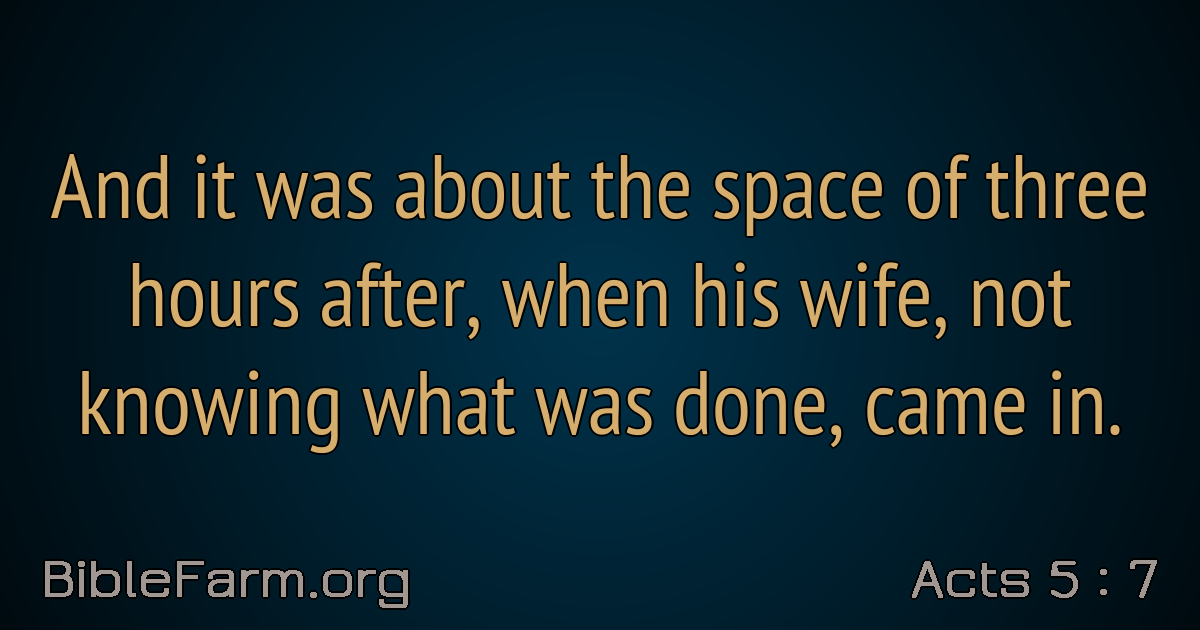 And it was about the space of three
hours after, when his wife, not
knowing what was done, came in.
BibleFarm.org
Acts 5 : 7